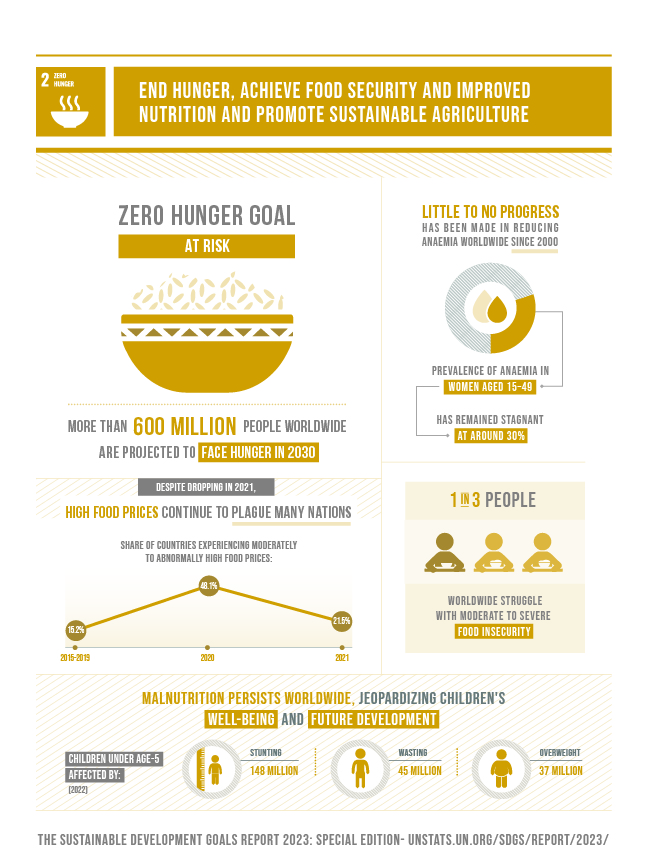 2 ZERO
HUNGER
END HUNGER, ACHIEVE FOOD SECURITY AND IMPROVED
NUTRITION AND PROMOTE SUSTAINABLE AGRICULTURE
ZERO HUNGER GOAL
AT RISK
MORE THAN 600 MILLION PEOPLE WORLDWIDE
ARE PROJECTED TO FACE HUNGER IN 2030
DESPITE DROPPING IN 2021,
HIGH FOOD PRICES CONTINUE TO PLAGUE MANY NATIONS
SHARE OF COUNTRIES EXPERIENCING MODERATELY
TO ABNORMALLY HIGH FOOD PRICES:
15.2%
48.1%
21.5%
2015-2019
2020
2021
LITTLE TO NO PROGRESS
HAS BEEN MADE IN REDUCING
ANAEMIA WORLDWIDE SINCE 2000
PREVALENCE OF ANAEMIA IN
WOMEN AGED 15-49
HAS REMAINED STAGNANT
AT AROUND 30%
1 IN 3 PEOPLE
WORLDWIDE STRUGGLE
WITH MODERATE TO SEVERE
FOOD INSECURITY
MALNUTRITION PERSISTS WORLDWIDE, JEOPARDIZING CHILDREN'S
WELL-BEING AND FUTURE DEVELOPMENT
CHILDREN UNDER AGE-5
AFFECTED BY:
(2022)
STUNTING
148 MILLION
WASTING
45 MILLION
OVERWEIGHT
37 MILLION
THE SUSTAINABLE DEVELOPMENT GOALS REPORT 2023: SPECIAL EDITION- UNSTATS.UN.ORG/SDGS/REPORT/2023/